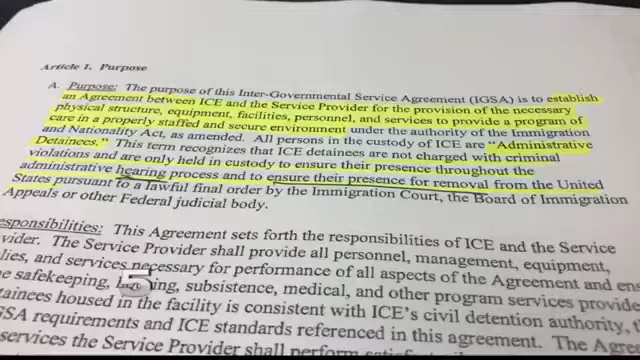 Article I. Purpose
A. Purpose: The purpose of this Inter-Governmental Service Agreement (IGSA) is to establish
an Agreement between ICE and the Service Provider for the provision of the necessary
physical structure, equipment, facilities, personnel, and services to provide a program of
care in a properly staffed and secure environment under the authority of the Immigration
and Nationality Act, as amended. All persons in the custody of ICE are "Administrative
Detainees." This term recognizes that ICE detainees are not charged with criminal
violations and are only held in custody to ensure their presence throughout the
administrative hearing process and to ensure their presence for removal from the United
States pursuant to a lawful final order by the Immigration Court, the Board of Immigration
Appeals or other Federal judicial body.
esponsibilities: This Agreement sets forth the responsibilities of ICE and the Service
vider. The Service Provider shall provide all personnel, management, equipment,
lies, and services necessary for performance of all aspects of the Agreement and ens
e safekeeping, subsistence, medical, and other program services provide
tainees housed in the facility is consistent with ICE's civil detention authority,
GSA requirements and ICE standards referenced in this agreement. The Agre
services the Service Provider shall perform
5